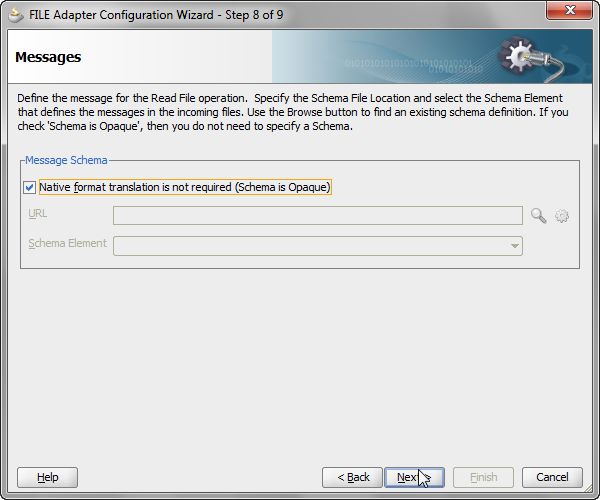 FILE Adapter Configuration Wizard - Step 8 of 9
Messages
010101010101010101010101
01010101010
Define the message for the Read File operation.  Specify the Schema File Location and select the Schema Element
that defines the messages in the incoming files. Use the Browse button to find an existing schema definition. If you
check 'Schema is Opaque', then you do not need to specify a Schema.
Message Schema
Native format translation is not required (Schema is Opaque)
URL
Schema Element
Help
< Back
Next >
Finish
Cancel